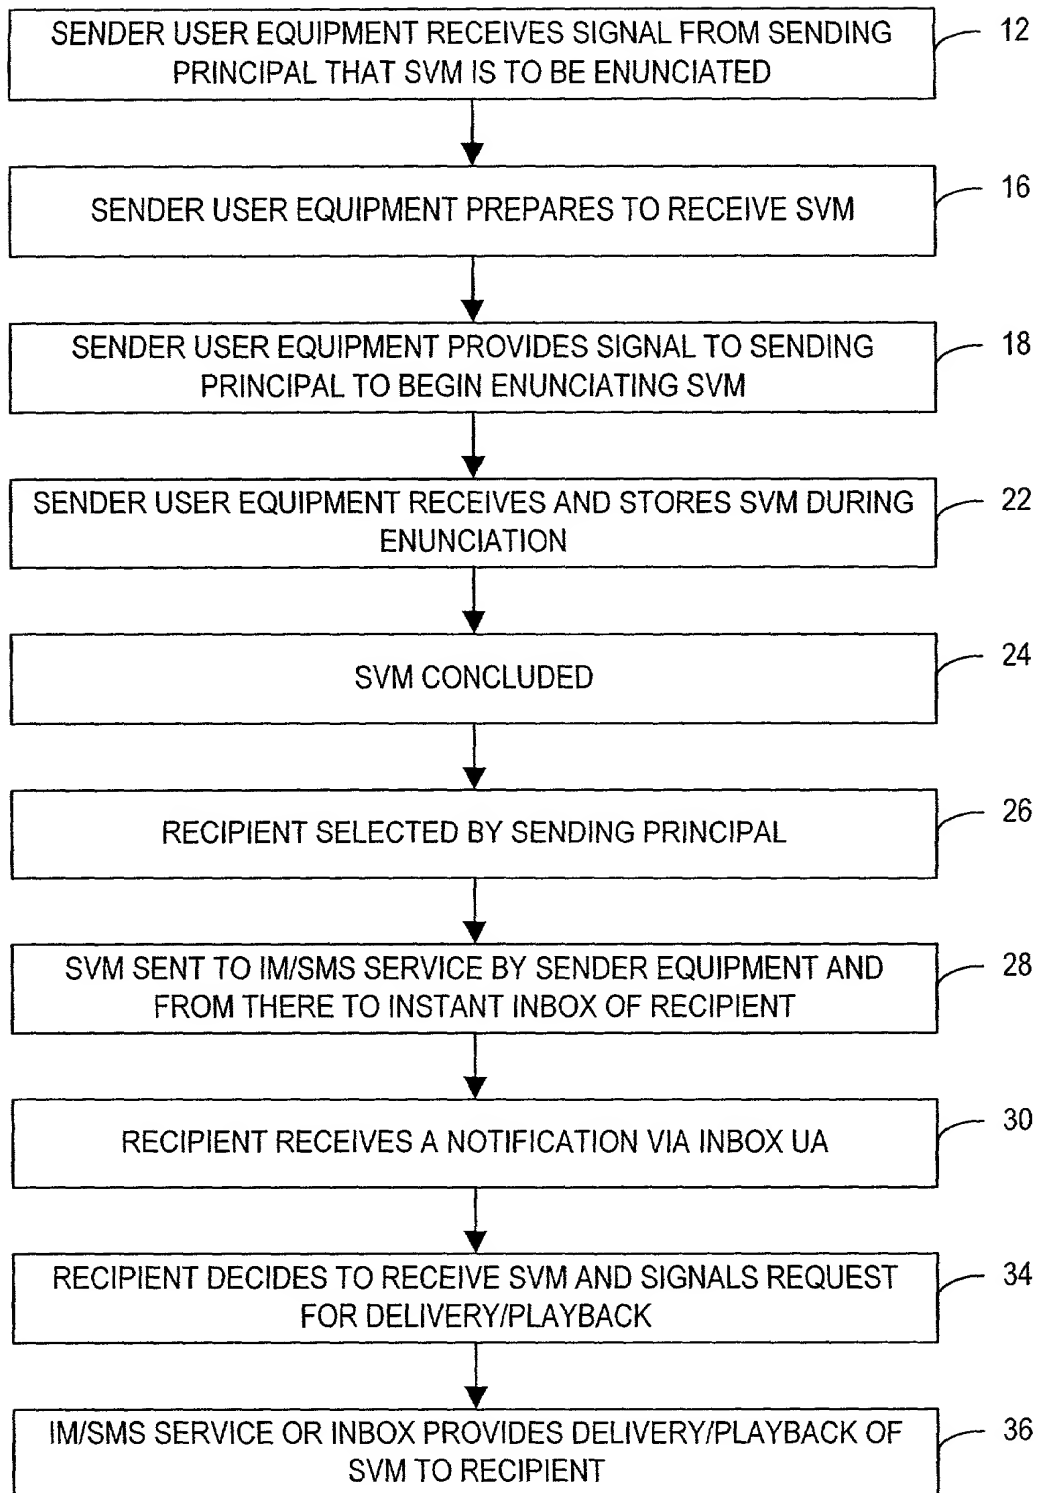 SENDER USER EQUIPMENT RECEIVES SIGNAL FROM SENDING
PRINCIPAL THAT SVM IS TO BE ENUNCIATED
12
SENDER USER EQUIPMENT PREPARES TO RECEIVE SVM
16
SENDER USER EQUIPMENT PROVIDES SIGNAL TO SENDING
PRINCIPAL TO BEGIN ENUNCIATING SVM
18
SENDER USER EQUIPMENT RECEIVES AND STORES SVM DURING
ENUNCIATION
22
SVM CONCLUDED
24
RECIPIENT SELECTED BY SENDING PRINCIPAL
26
SVM SENT TO IM/SMS SERVICE BY SENDER EQUIPMENT AND
FROM THERE TO INSTANT INBOX OF RECIPIENT
28
RECIPIENT RECEIVES A NOTIFICATION VIA INBOX UA
30
RECIPIENT DECIDES TO RECEIVE SVM AND SIGNALS REQUEST
FOR DELIVERY/PLAYBACK
34
IM/SMS SERVICE OR INBOX PROVIDES DELIVERY/PLAYBACK OF
SVM TO RECIPIENT
36